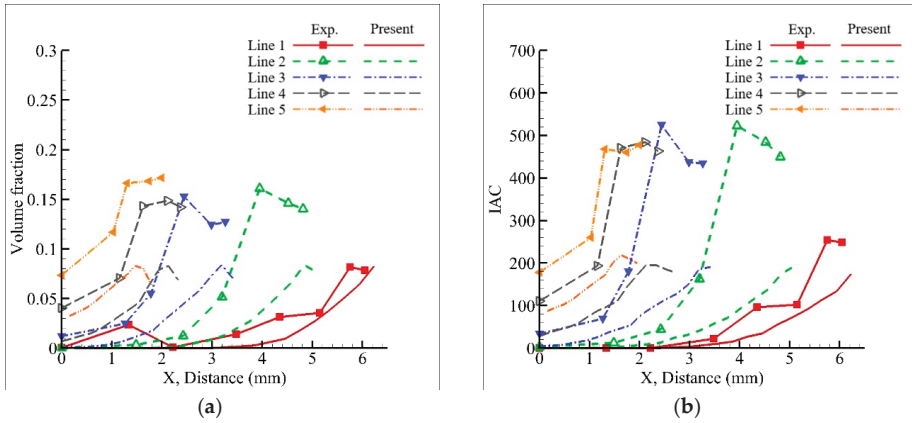 Exp. Present
Line 1
Line 2
Line 3
Line 4
Line 5
Volume fraction
0.3
0.25
0.2
0.15
0.1
0.05
0
0 1 2 3 4 5 6
X, Distance (mm)
(a)
Exp. Present
Line 1
Line 2
Line 3
Line 4
Line 5
IAC
700
600
500
400
300
200
100
0
0 1 2 3 4 5 6
X, Distance (mm)
(b)